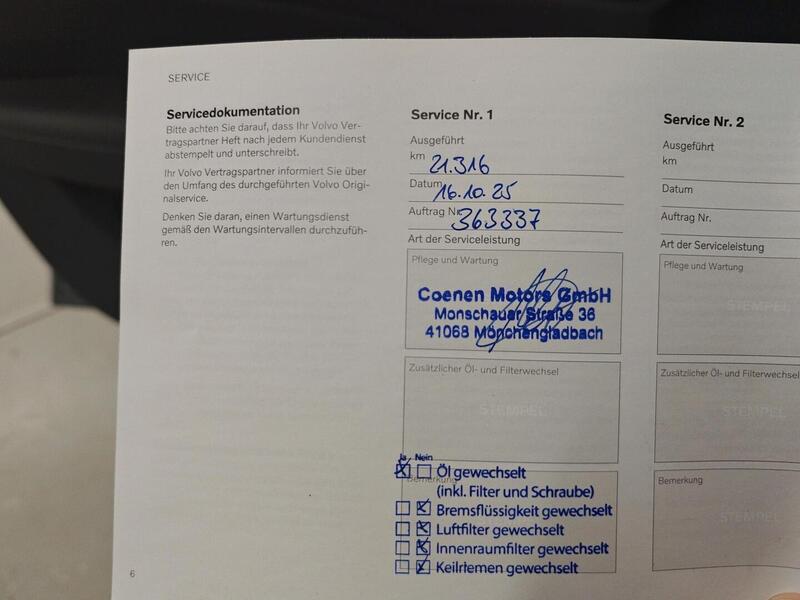 SERVICE
Servicedokumentation
Bitte achten Sie darauf, dass Ihr Volvo Ver-
tragspartner Heft nach jedem Kundendienst
abstempelt und unterschreibt.
Ihr Volvo Vertragspartner informiert Sie über
den Umfang des durchgeführten Volvo Origi-
nalservice.
Denken Sie daran, einen Wartungsdienst
gemäß den Wartungsintervallen durchzufüh-
ren.
Service Nr. 1
Ausgeführt
km 21.316
Datum 16.10.25
Auftrag Nr. 363337
Art der Serviceleistung
Pflege und Wartung
Coenen Motors GmbH
Monschauer Straße 36
41068 Mönchengladbach
Zusätzlicher Öl- und Filterwechsel
STEMPEL
Ja Nein
Bemerkung
Öl gewechselt
(inkl. Filter und Schraube)
Bremsflüssigkeit gewechselt
Luftfilter gewechselt
Innenraumfilter gewechselt
Keilriemen gewechselt
Service Nr. 2
Ausgeführt
km
Datum
Auftrag Nr.
Art der Serviceleistung
Pflege und Wartung
STEMPEL
Zusätzlicher Öl- und Filterwechsel
STEMPEL
Bemerkung
STEMPEL
6